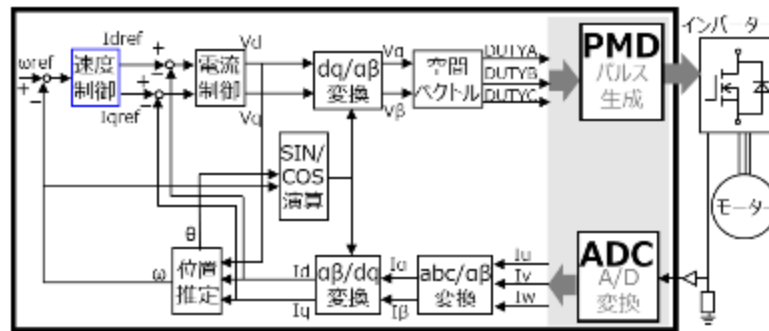 インバーター
Idref
Vd
ωref
+
−
速度
制御
+
−
電流
制御
dq/αβ
変換
Vα
空間
ベクトル
DUTYA
DUTYB
DUTYC
PMD
パルス
生成
+
−
Iqref
Vq
Vβ
SIN/
COS
演算
モーター
θ
ω
位置
推定
Id
Iq
αβ/dq
変換
Iα
Iβ
abc/αβ
変換
Iu
Iv
Iw
ADC
A/D
変換